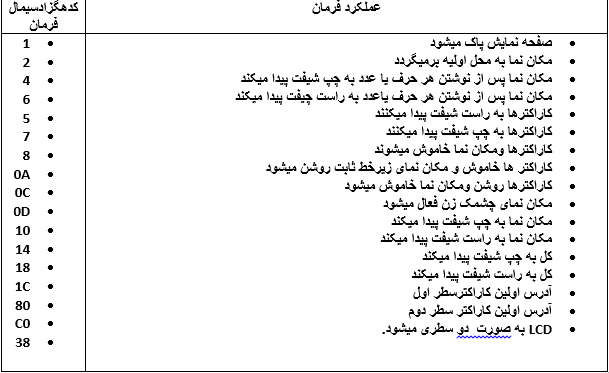 عملکرد فرمان
کدهگزادسیمال
فرمان
• صفحه نمایش پاک میشود
• مکان نما به محل اولیه برمیگردد
• مکان نما پس از نوشتن هر حرف یا عدد به چپ شیفت پیدا میکند
• مکان نما پس از نوشتن هر حرف یاعدد به راست چیفت پیدا میکند
• کاراکترها به راست شیفت پیدا میکنند
• کاراکترها به چپ شیفت پیدا میکنند
• کاراکترها ومکان نما خاموش میشوند
• کاراکتر ها خاموش و مکان نمای زیرخط ثابت روشن میشود
• کاراکترها روشن ومکان نما خاموش میشود
• مکان نمای چشمک زن فعال میشود
• مکان نما به چپ شیفت پیدا میکند
• مکان نما به راست شیفت پیدا میکند
• کل به چپ شیفت پیدا میکند
• کل به راست شیفت پیدا میکند
• آدرس اولین کاراکترسطر اول
• آدرس اولین کاراکتر سطر دوم
• LCD به صورت دو سطری میشود.
• 1
• 2
• 4
• 6
• 5
• 7
• 8
• 0A
• 0C
• 0D
• 10
• 14
• 18
• 1C
• 80
• C0
• 38